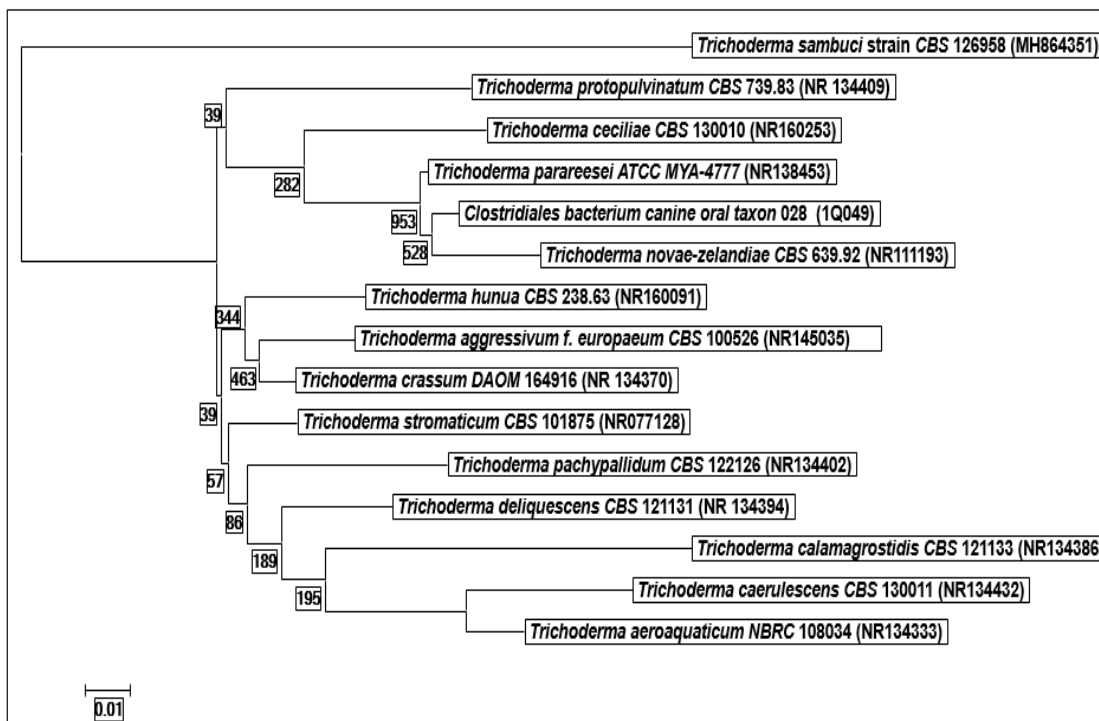 Trichoderma sambuci strain CBS 126958 (MH864351)
Trichoderma protopulvinatum CBS 739.83 (NR 134409)
39
Trichoderma ceciliae CBS 130010 (NR160253)
Trichoderma parareesei ATCC MYA-4777 (NR138453)
282
Clostridiales bacterium canine oral taxon 028 (1Q049)
953
528
Trichoderma novae-zelandiae CBS 639.92 (NR111193)
Trichoderma hunua CBS 238.63 (NR160091)
344
Trichoderma aggressivum f. europaeum CBS 100526 (NR145035)
463
Trichoderma crassum DAOM 164916 (NR 134370)
39
Trichoderma stromaticum CBS 101875 (NR077128)
Trichoderma pachypallidum CBS 122126 (NR134402)
57
Trichoderma deliquescens CBS 121131 (NR 134394)
86
Trichoderma calamagrostidis CBS 121133 (NR134386
189
Trichoderma caerulescens CBS 130011 (NR134432)
195
Trichoderma aeroaquaticum NBRC 108034 (NR134333)
0.01